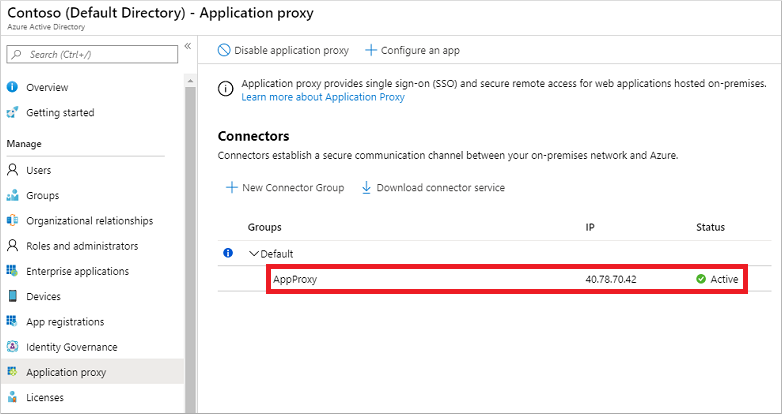 Contoso (Default Directory) - Application proxy
Azure Active Directory
Search (Ctrl+/)
Overview
Getting started
Manage
Users
Groups
Organizational relationships
Roles and administrators
Enterprise applications
Devices
App registrations
Identity Governance
Application proxy
Licenses
Disable application proxy
Configure an app
Application proxy provides single sign-on (SSO) and secure remote access for web applications hosted on-premises.
Learn more about Application Proxy
Connectors
Connectors establish a secure communication channel between your on-premises network and Azure.
New Connector Group
Download connector service
Groups IP Status
Default
AppProxy 40.78.70.42 Active